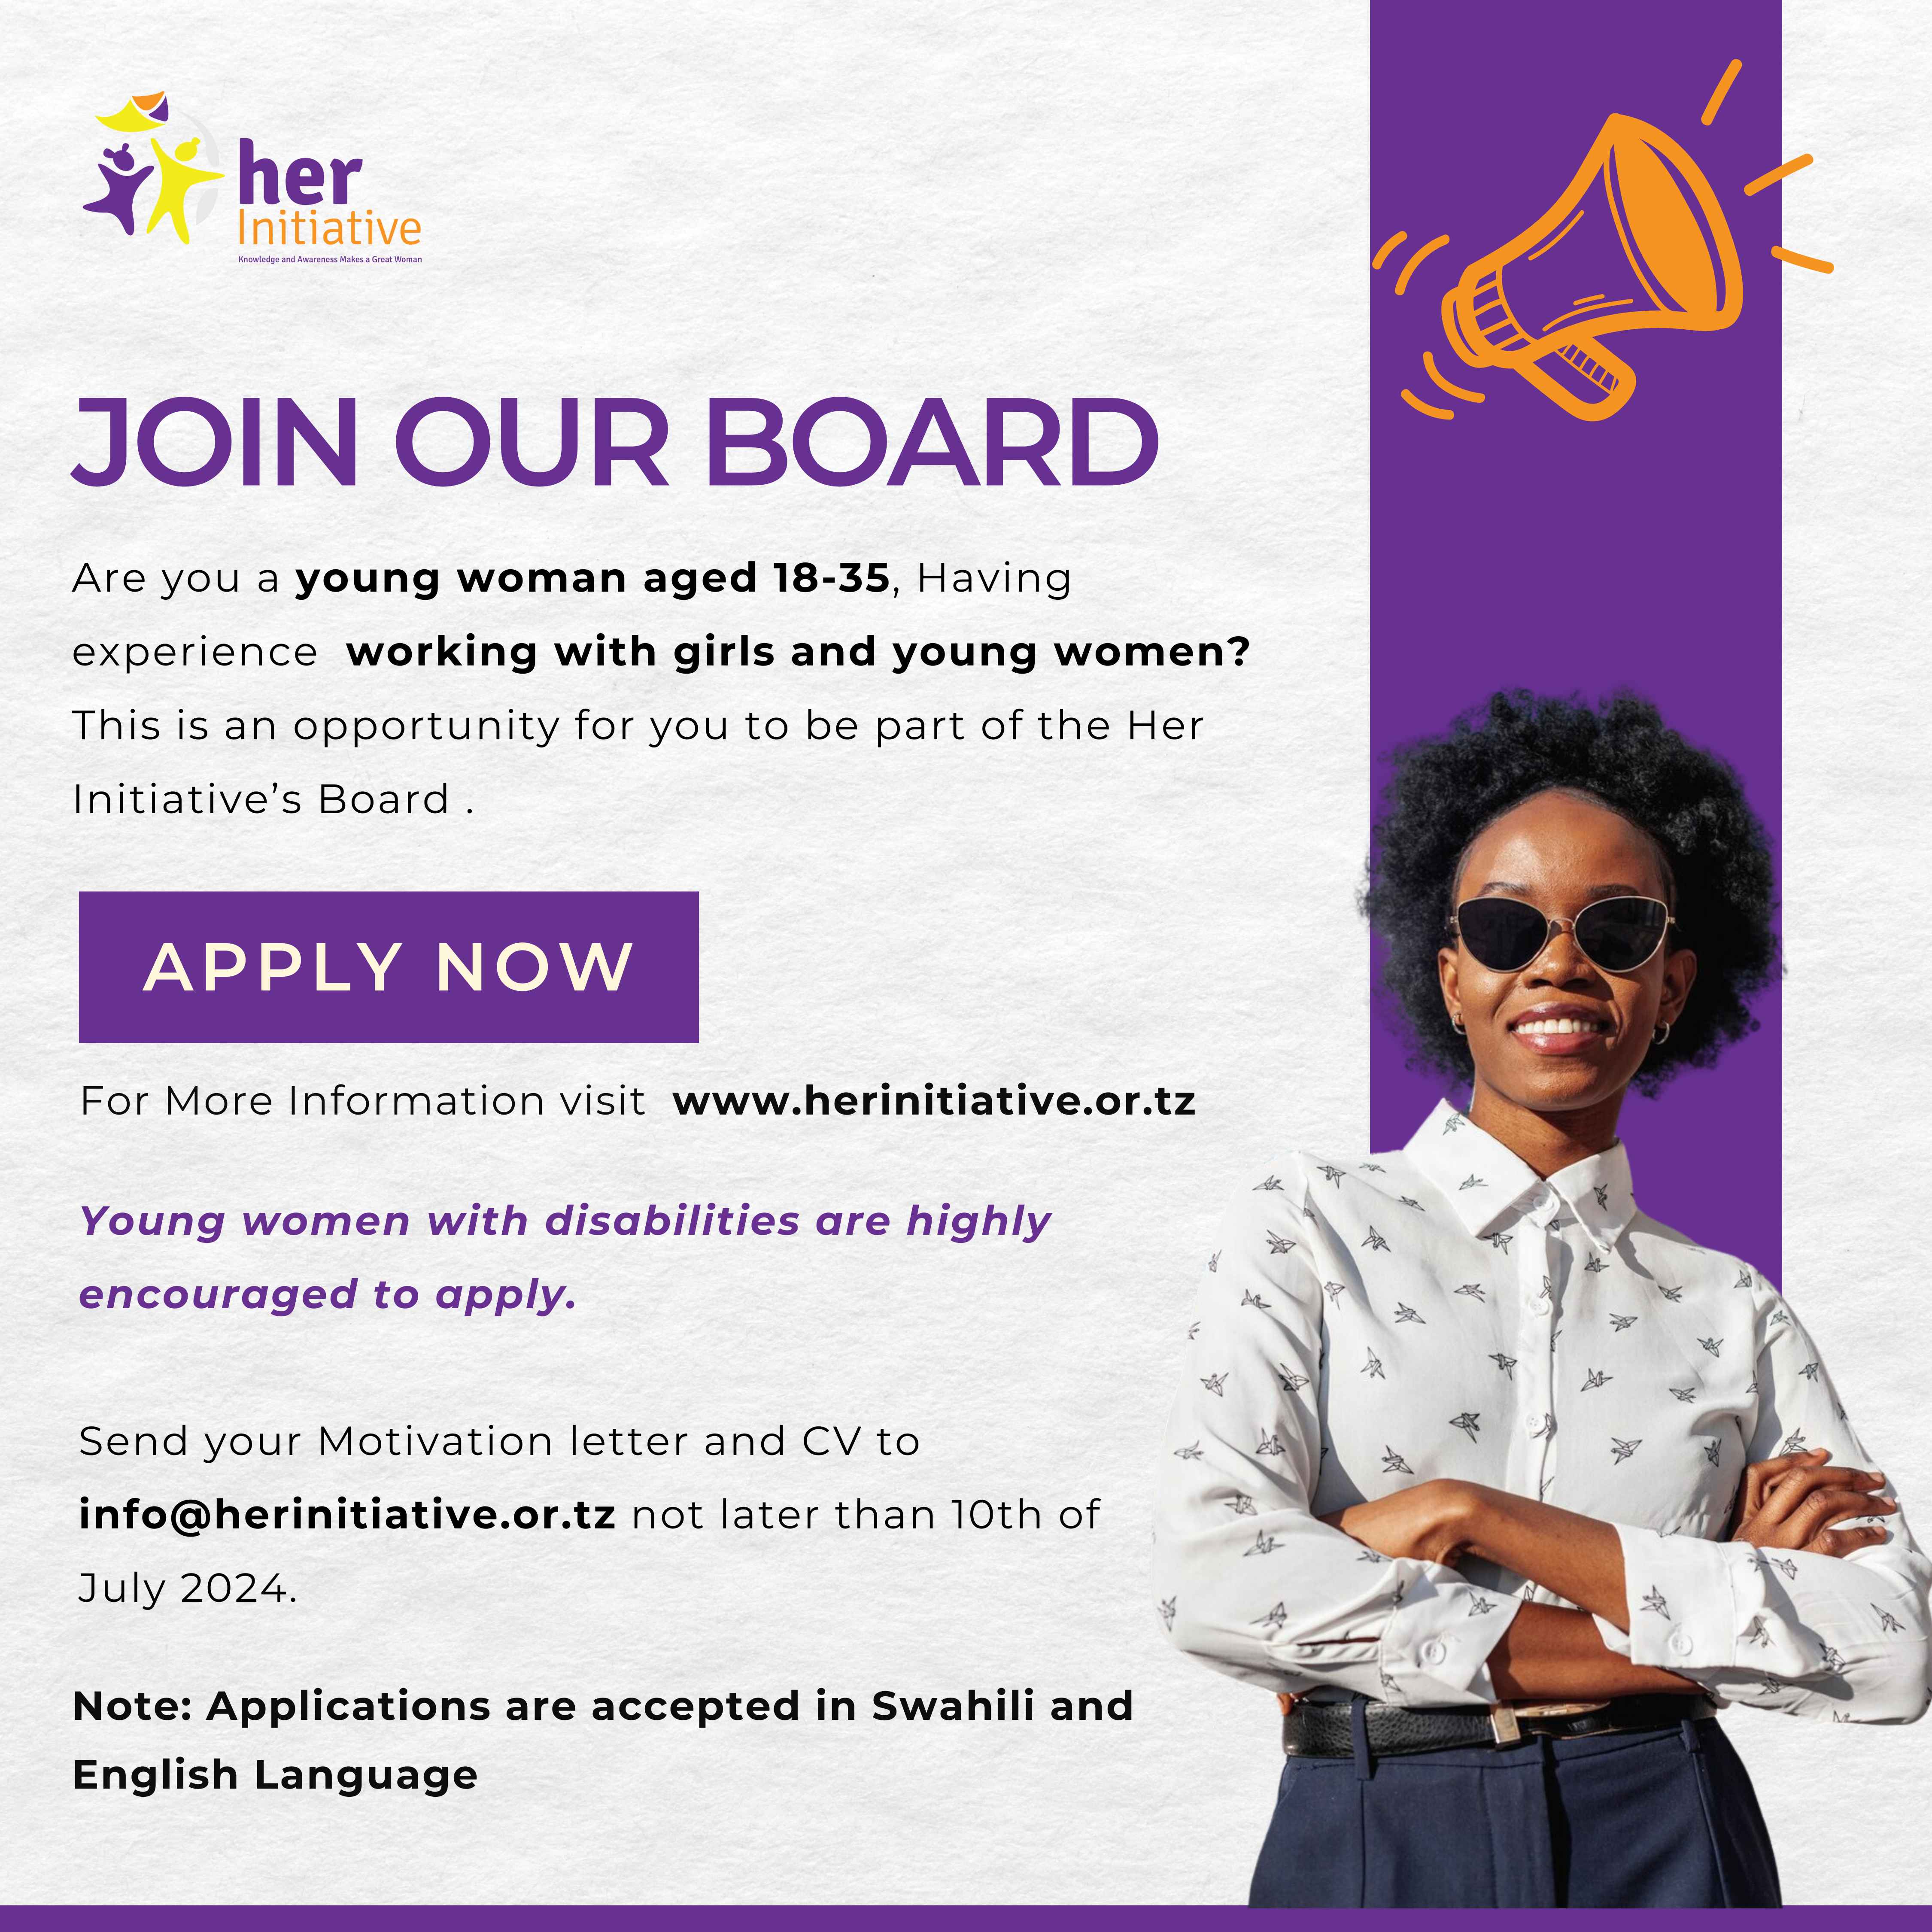 her
Initiative
Knowledge and Awareness Makes a Great Woman
JOIN OUR BOARD
Are you a young woman aged 18-35, Having
experience working with girls and young women?
This is an opportunity for you to be part of the Her
Initiative’s Board .
APPLY NOW
For More Information visit www.herinitiative.or.tz
Young women with disabilities are highly
encouraged to apply.
Send your Motivation letter and CV to
info@herinitiative.or.tz not later than 10th of
July 2024.
Note: Applications are accepted in Swahili and
English Language